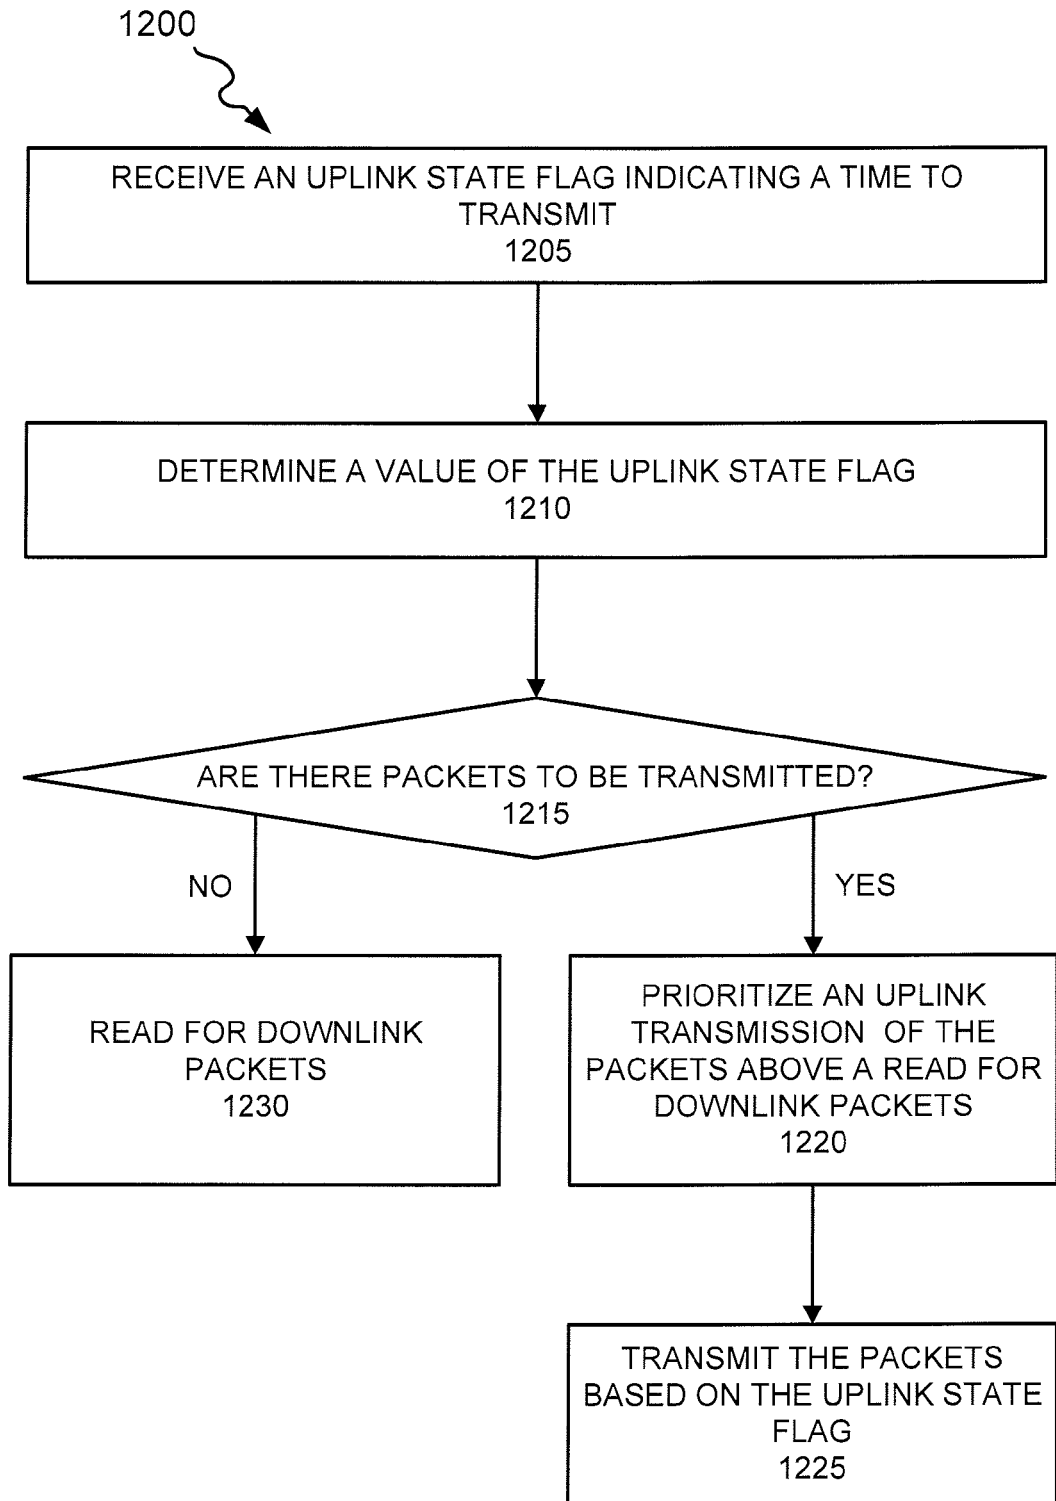 1200
RECEIVE AN UPLINK STATE FLAG INDICATING A TIME TO
TRANSMIT
1205
DETERMINE A VALUE OF THE UPLINK STATE FLAG
1210
ARE THERE PACKETS TO BE TRANSMITTED?
1215
NO
YES
READ FOR DOWNLINK
PACKETS
1230
PRIORITIZE AN UPLINK
TRANSMISSION OF THE
PACKETS ABOVE A READ FOR
DOWNLINK PACKETS
1220
TRANSMIT THE PACKETS
BASED ON THE UPLINK STATE
FLAG
1225